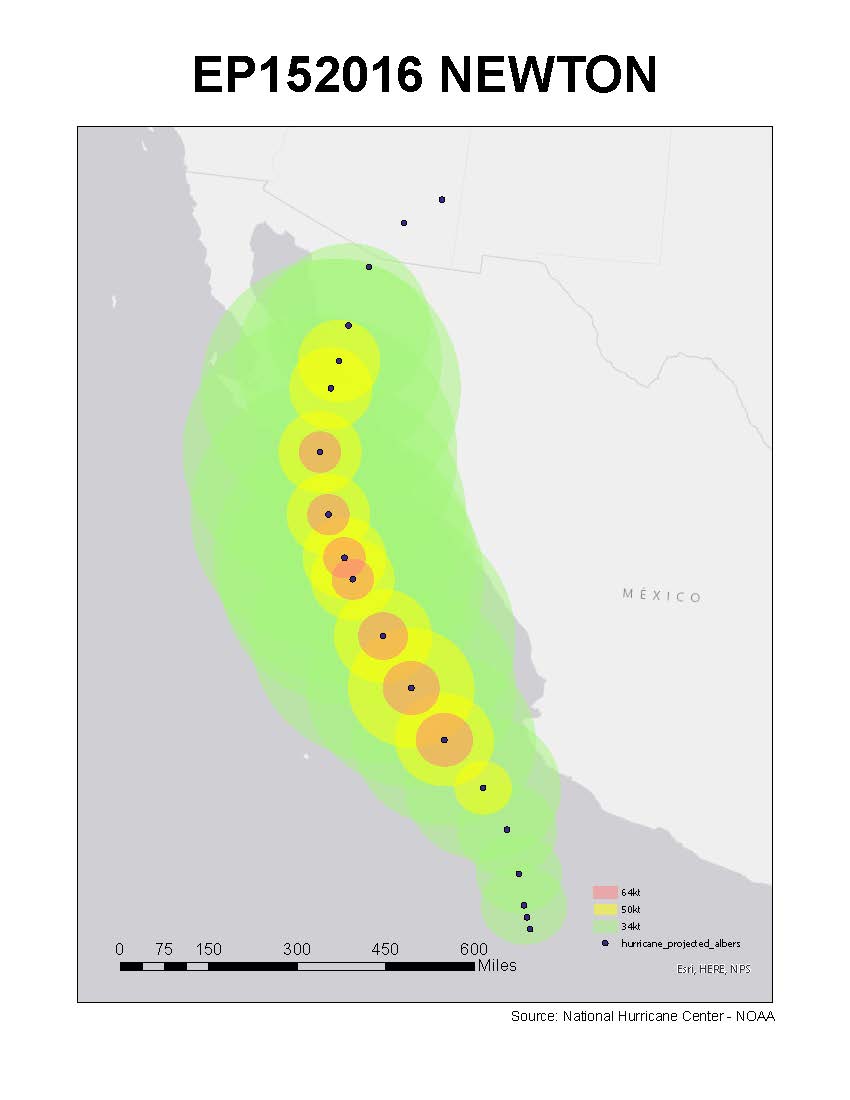 EP152016 NEWTON
MÉXICO
64kt
50kt
34kt
hurricane_projected_albers
0 75 150 300 450 600
Miles
Esri, HERE, NPS
Source: National Hurricane Center - NOAA